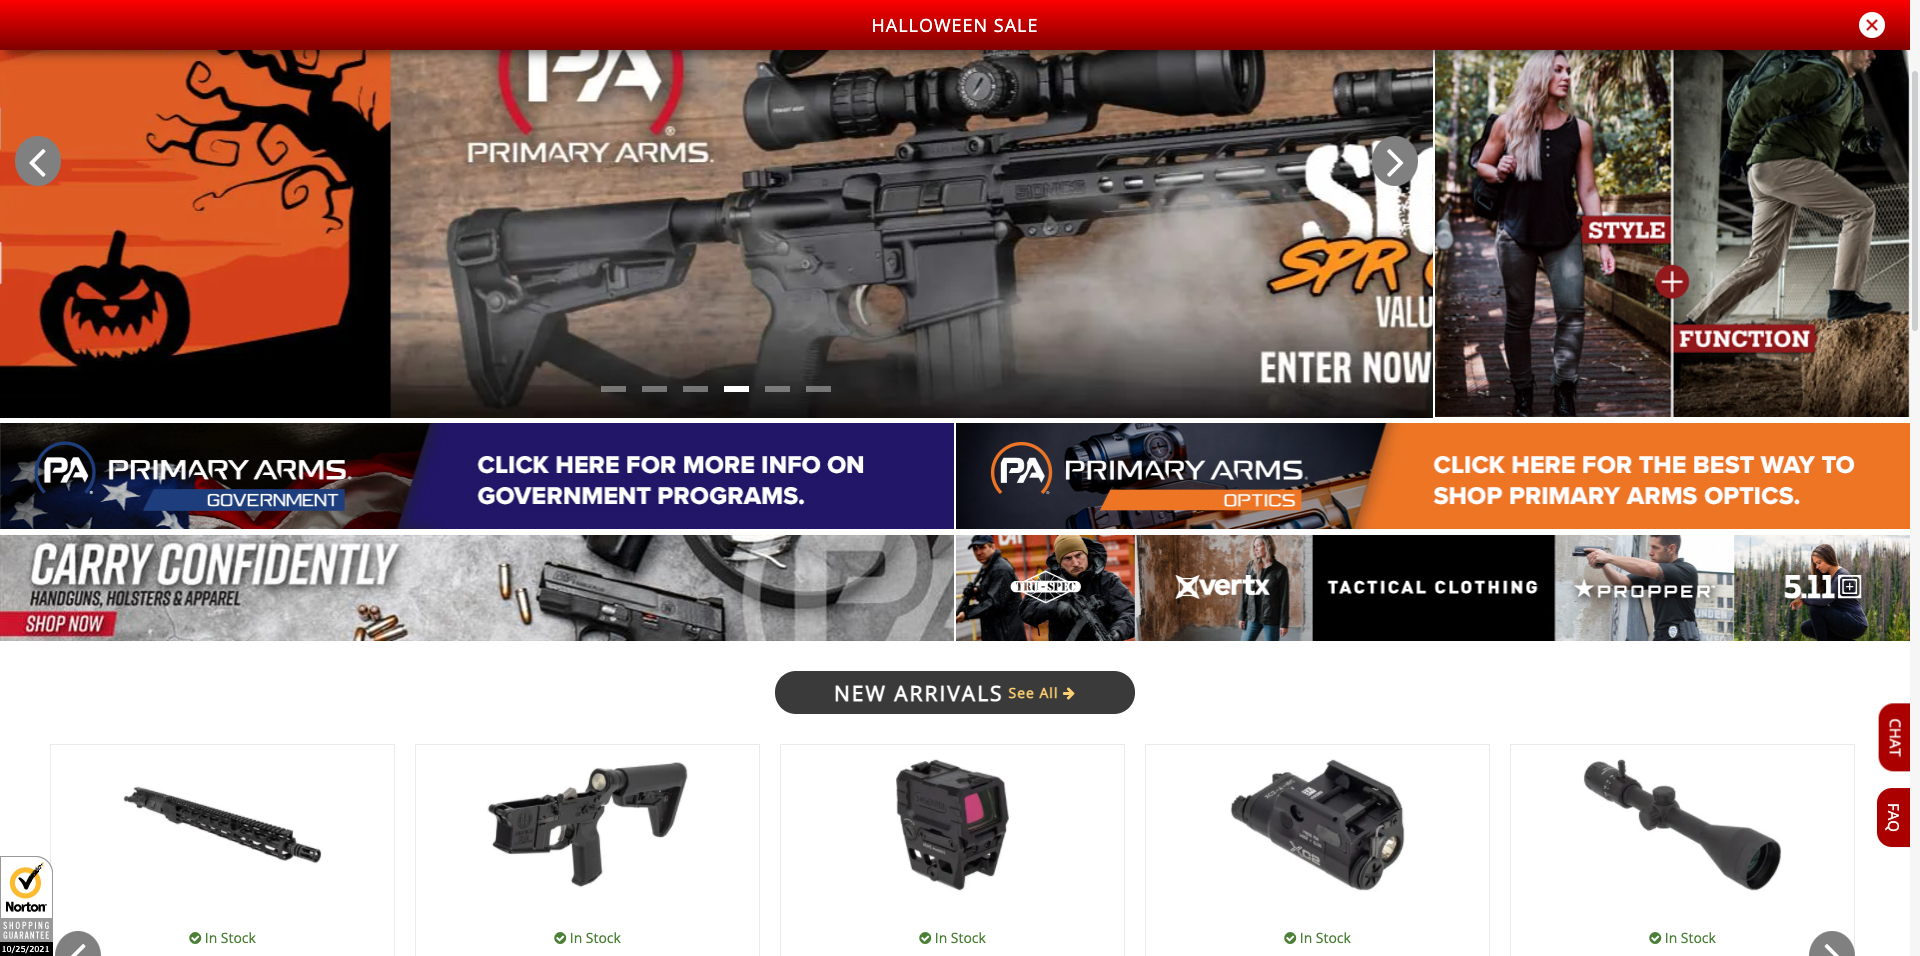 HALLOWEEN SALE
PA
PRIMARY ARMS.
SPR
VALU
ENTER NOW
STYLE
+
FUNCTION
PA PRIMARY ARMS.
GOVERNMENT
CLICK HERE FOR MORE INFO ON
GOVERNMENT PROGRAMS.
PA PRIMARY ARMS.
OPTICS
CLICK HERE FOR THE BEST WAY TO
SHOP PRIMARY ARMS OPTICS.
CARRY CONFIDENTLY
HANDGUNS, HOLSTERS & APPAREL
SHOP NOW
TRU-SPEC
vertx
TACTICAL CLOTHING
PROPPER
5.11
NEW ARRIVALS See All
CHAT
FAQ
Norton
SHOPPING
GUARANTEE
10/25/2021
In Stock
In Stock
In Stock
In Stock
In Stock